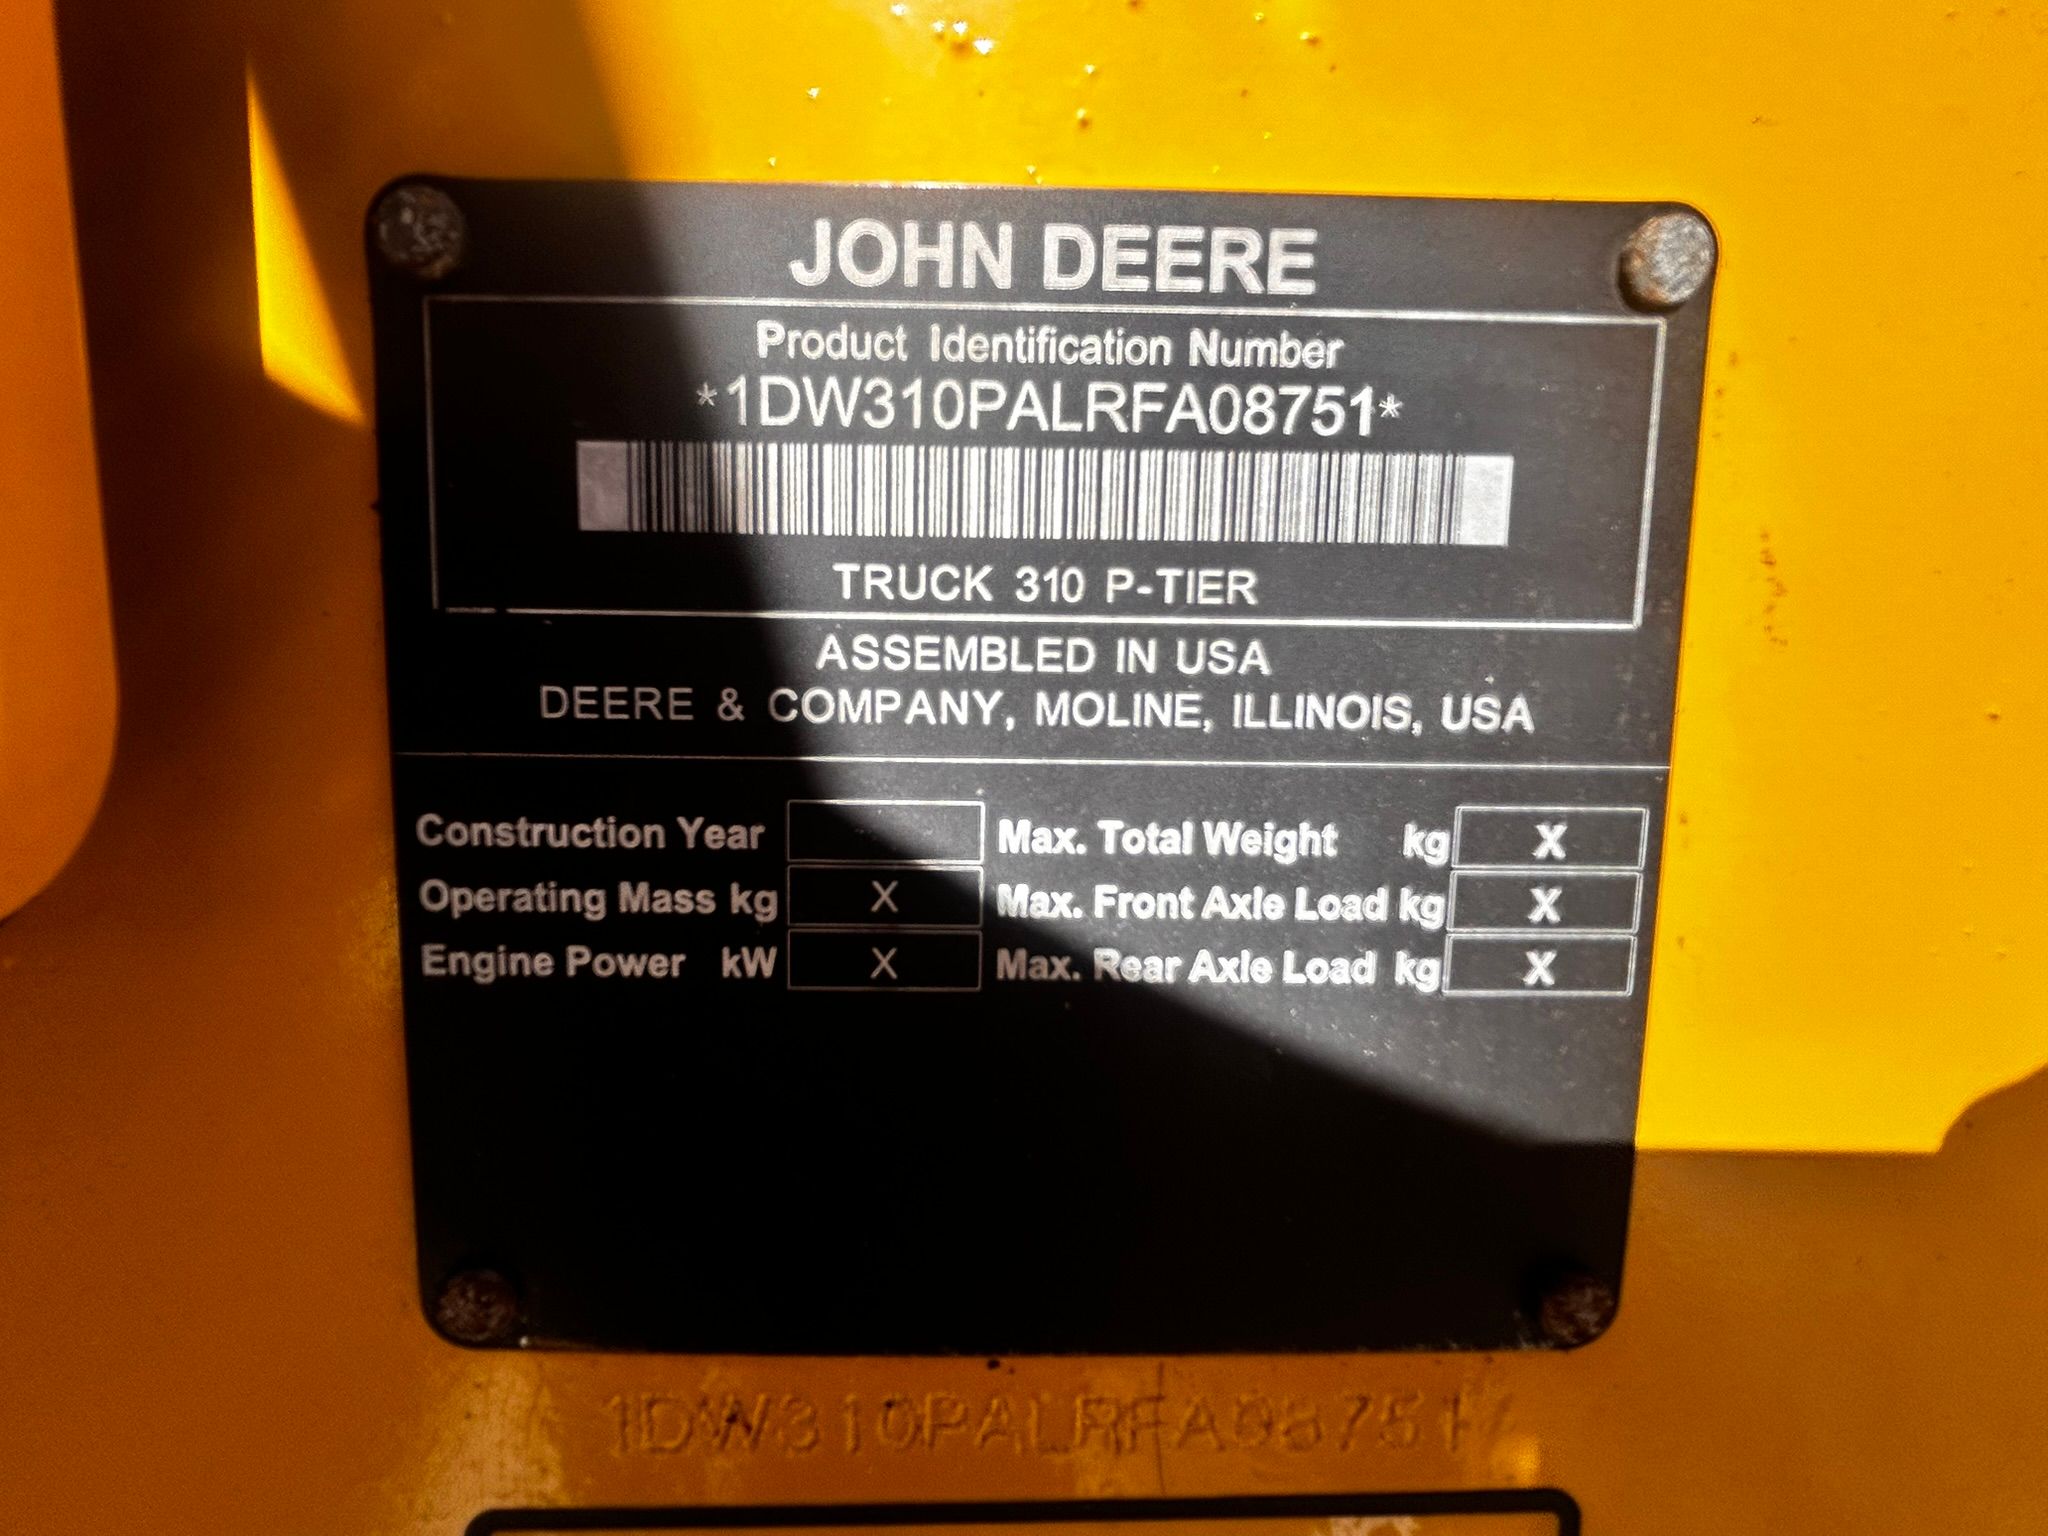 JOHN DEERE
Product Identification Number
*1DW310PALRFA08751*
TRUCK 310 P-TIER
ASSEMBLED IN USA
DEERE & COMPANY, MOLINE, ILLINOIS, USA
Construction Year Max. Total Weight kg X
Operating Mass kg X Max. Front Axle Load kg X
Engine Power kW X Max. Rear Axle Load kg X
1DW310PALRFA08751